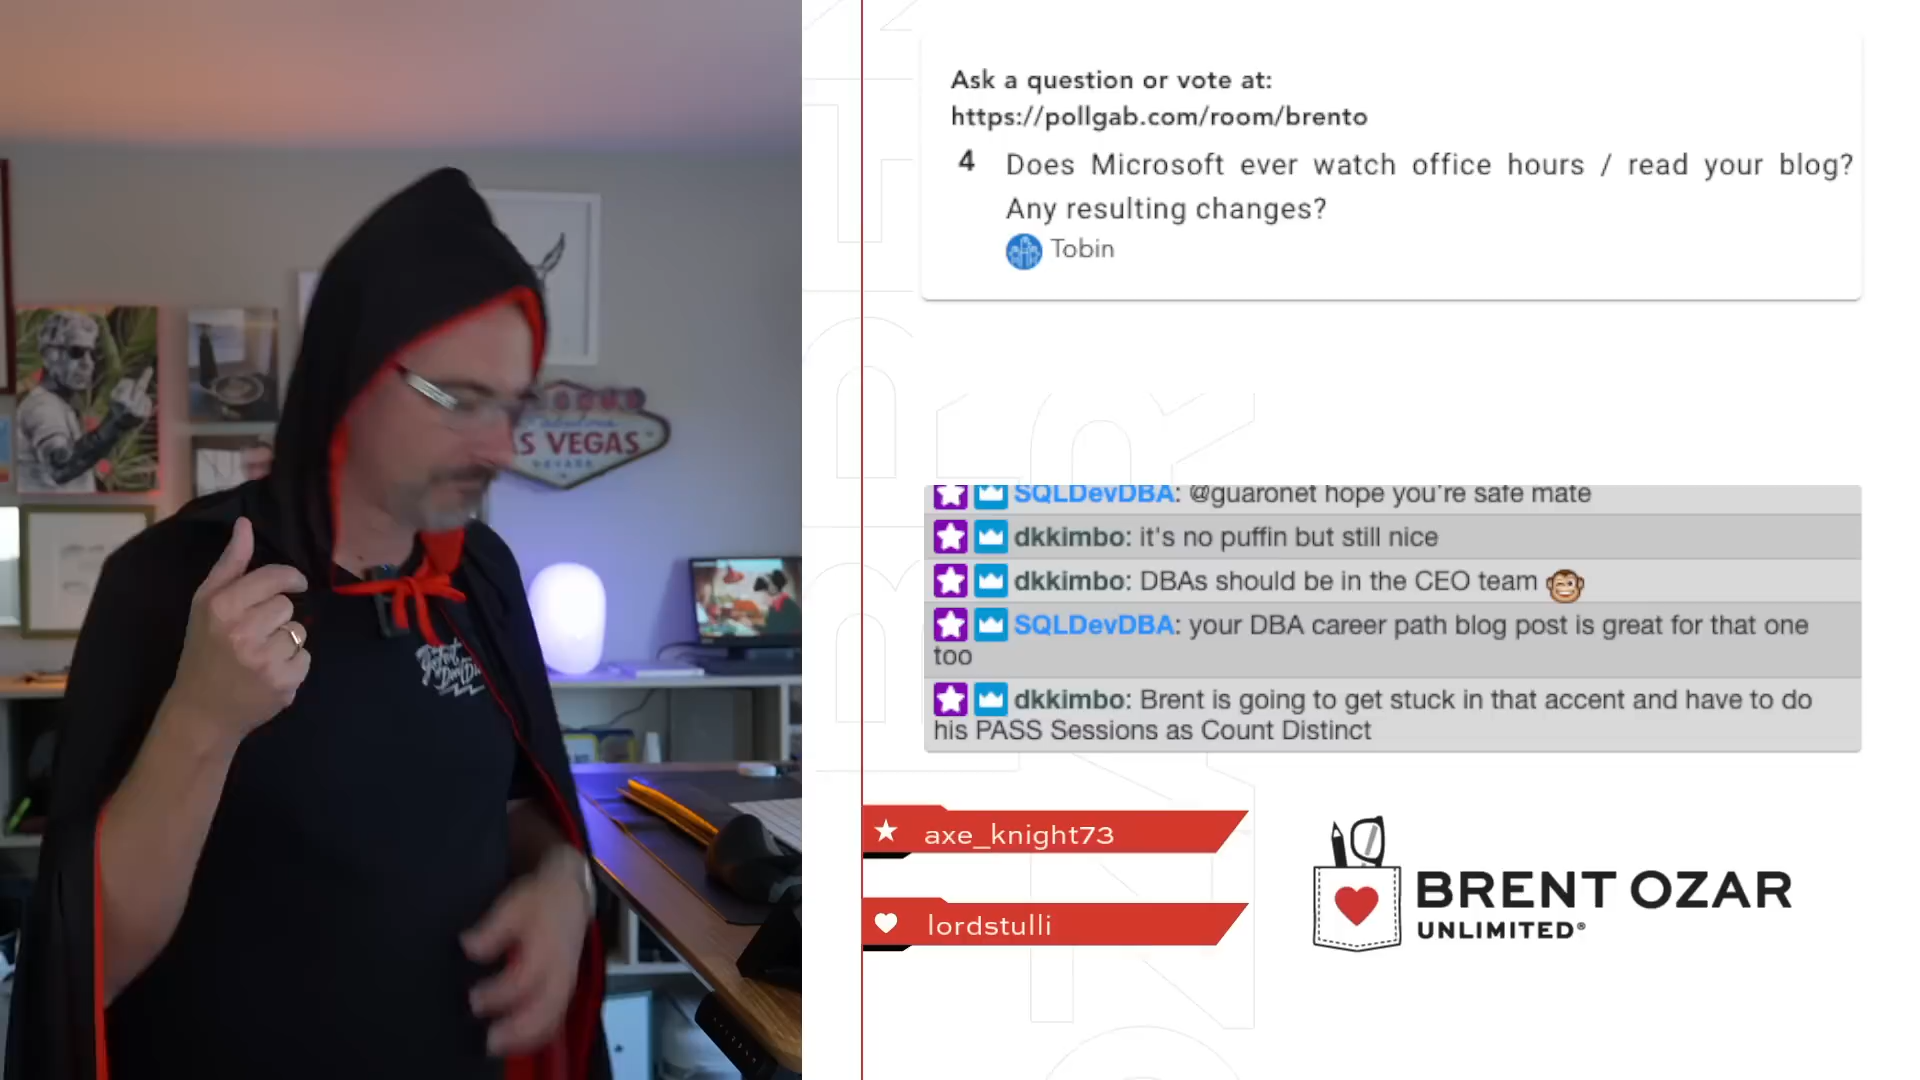 Ask a question or vote at:
https://pollgab.com/room/brento
4
Does Microsoft ever watch office hours / read your blog?
Any resulting changes?
Tobin
AS VEGAS
SQLDevDBA: @guaronet hope you're safe mate
dkkimbo: it's no puffin but still nice
dkkimbo: DBAs should be in the CEO team
SQLDevDBA: your DBA career path blog post is great for that one
too
dkkimbo: Brent is going to get stuck in that accent and have to do
his PASS Sessions as Count Distinct
axe_knight73
lordstulli
BRENT OZAR
UNLIMITED®